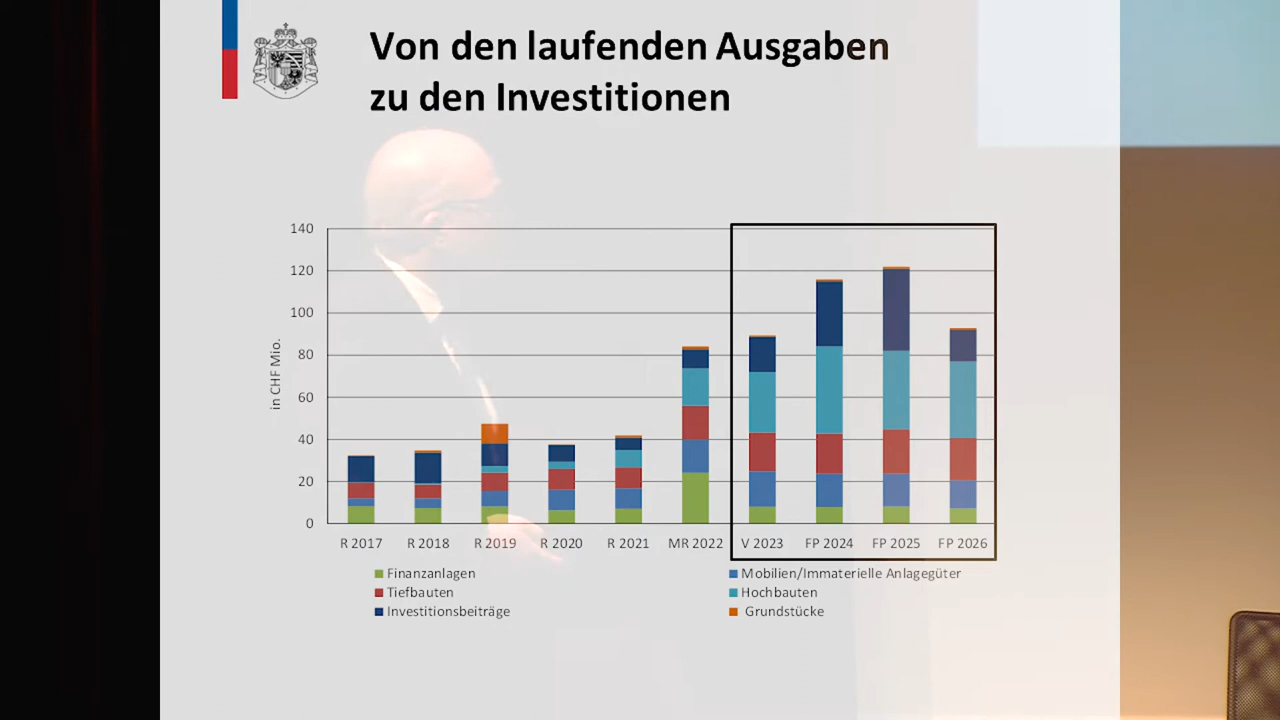 Von den laufenden Ausgaben
zu den Investitionen
in CHF Mio.
140
120
100
80
60
40
20
0
R 2017 R 2018 R 2019 R 2020 R 2021 MR 2022 V 2023 FP 2024 FP 2025 FP 2026
Finanzanlagen Mobilien/Immaterielle Anlagegüter
Tiefbauten Hochbauten
Investitionsbeiträge Grundstücke